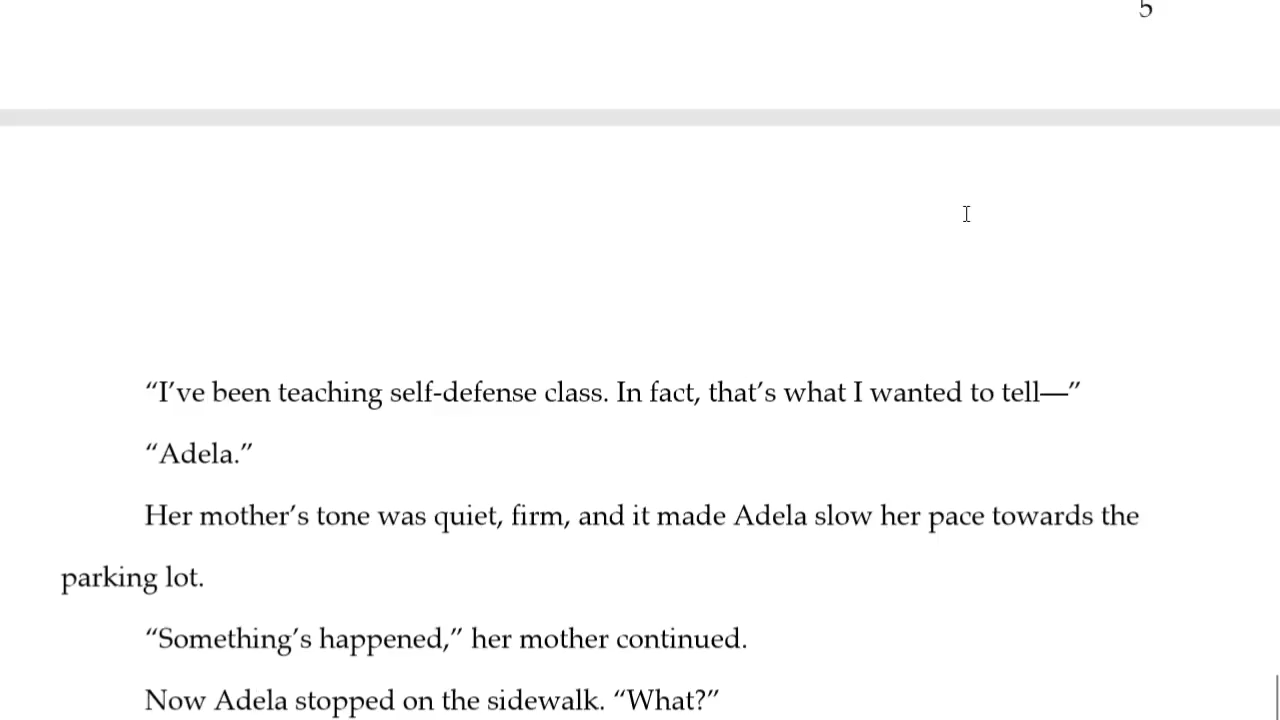 5
“I’ve been teaching self-defense class. In fact, that’s what I wanted to tell—”
“Adela.”
Her mother’s tone was quiet, firm, and it made Adela slow her pace towards the
parking lot.
“Something’s happened,” her mother continued.
Now Adela stopped on the sidewalk. “What?”